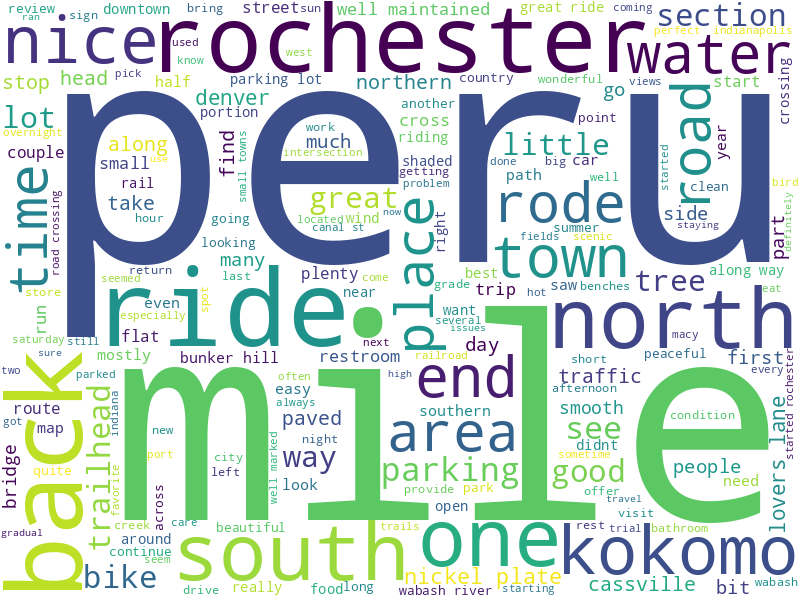 review
downtown
bring
street
sun
well maintained
great ride
coming
ran
sign
used
know
west
nice
rochester
section
perfect
indianapolis
water
stop
head
half
parking lot
northern
country
wonderful
go
start
crossing
pick
portion
denver
another
cross
riding
views
point
lot
overnight
couple
peru
along
small
rail
take
hour
small towns
find
work
much
intersection
use
great
located
wind
canal st
now
shaded
getting
problem
done
big
car
path
well
little
rode
summer
fields
scenic
town
road
started
year
clean
side
staying
part
bird
definitely
time
road crossing
going
looking
many
last
plenty
come
place
right
grade
best
trip
want
several
issues
saw
hot
benches
tree
along way
eat
return
store
seemed
run
especially
saturday
still
even
spot
flat
near
ride
next
north
mostly
bunker hill
restroom
railroad
day
macy
short
peaceful
first
every
two
sure
parked
back
got
route
map
quite
bridge
trailhead
indiana
favorite
new
port
creek
across
continue
around
gradual
mile
often
easy
always
high
paved
night
southern
end
area
afternoon
traffic
smooth
see
didnt
condition
people
need
started rochester
lovers lane
city
left
well marked
way
look
parking
provide
park
open
good
offer
travel
visit
care
beautiful
trails
seem
bike
south
one
rest
trial
bathroom
sometime
kokomo
drive
really
food
long
nickel plate
wabash river
starting
cassville
bit
wabash